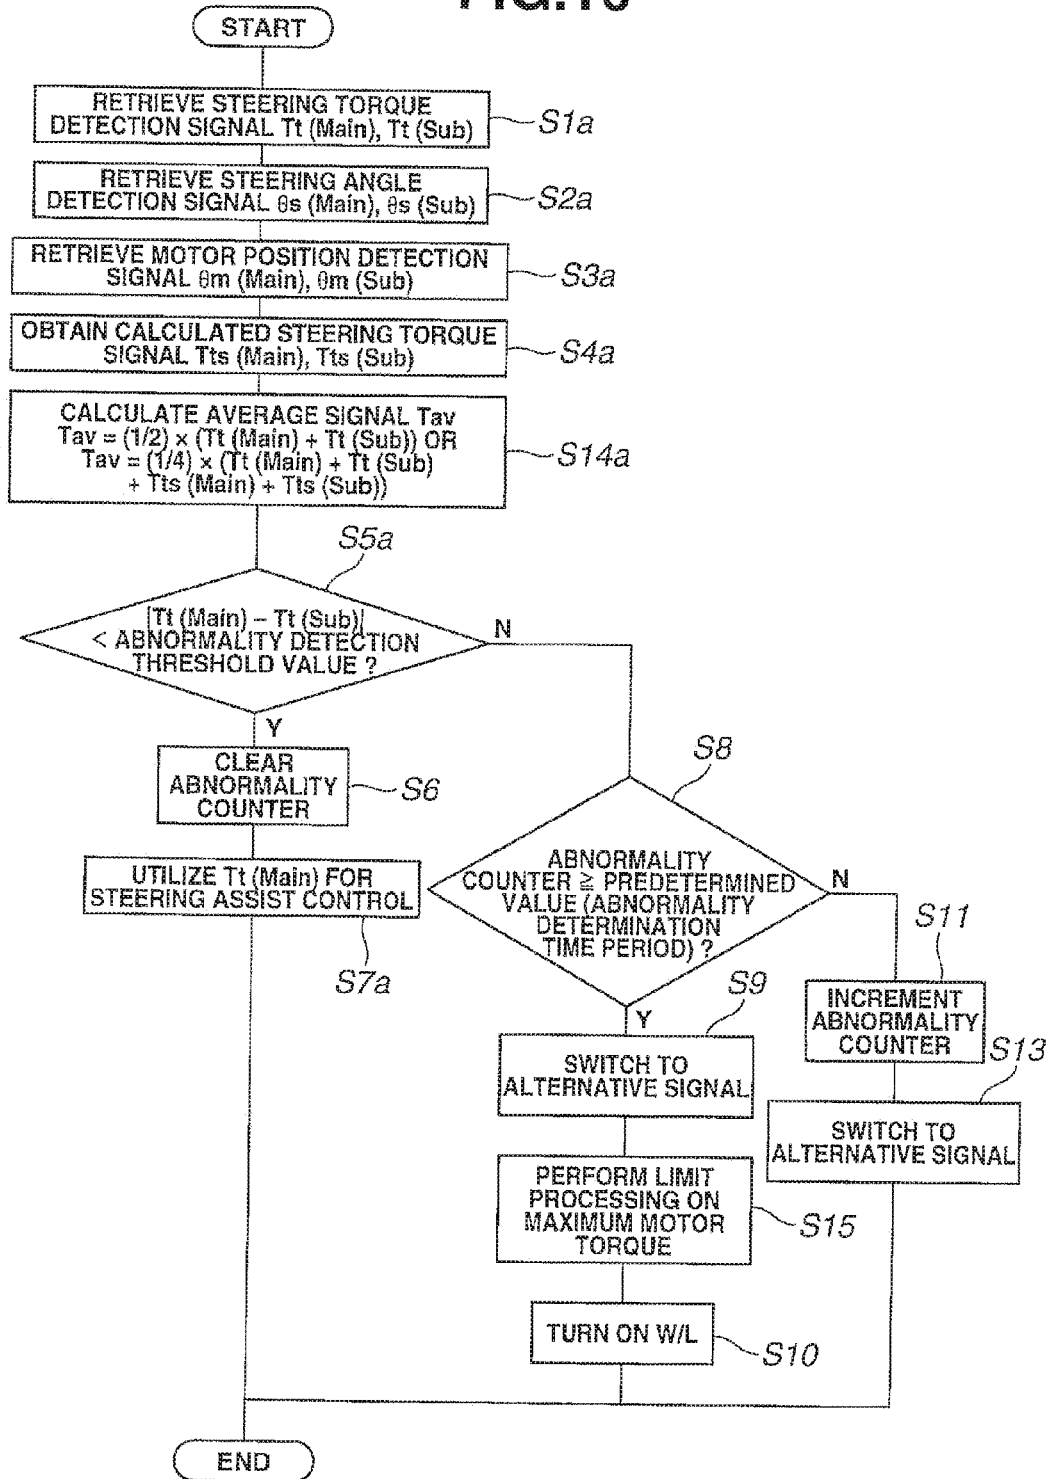 START
RETRIEVE STEERING TORQUE
DETECTION SIGNAL Tt (Main), Tt (Sub)
S1a
RETRIEVE STEERING ANGLE
DETECTION SIGNAL θs (Main), θs (Sub)
S2a
RETRIEVE MOTOR POSITION DETECTION
SIGNAL θm (Main), θm (Sub)
S3a
OBTAIN CALCULATED STEERING TORQUE
SIGNAL Tts (Main), Tts (Sub)
S4a
CALCULATE AVERAGE SIGNAL Tav
Tav = (1/2) × (Tt (Main) + Tt (Sub)) OR
Tav = (1/4) × (Tt (Main) + Tt (Sub)
+ Tts (Main) + Tts (Sub))
S14a
S5a
|Tt (Main) – Tt (Sub)|
< ABNORMALITY DETECTION
THRESHOLD VALUE ?
N
Y
CLEAR
ABNORMALITY
COUNTER
S6
UTILIZE Tt (Main) FOR
STEERING ASSIST CONTROL
S7a
S8
ABNORMALITY
COUNTER ≧ PREDETERMINED
VALUE (ABNORMALITY
DETERMINATION
TIME PERIOD) ?
N
Y
S11
INCREMENT
ABNORMALITY
COUNTER
S9
SWITCH TO
ALTERNATIVE SIGNAL
S13
SWITCH TO
ALTERNATIVE SIGNAL
PERFORM LIMIT
PROCESSING ON
MAXIMUM MOTOR
TORQUE
S15
TURN ON W/L
S10
END